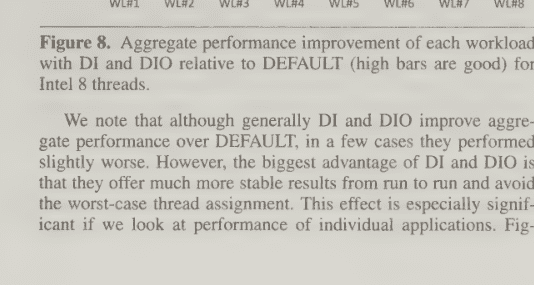 WL#1 WL#2 WL#3 WL#4 WL#5 WL#6 WL#7 WL#8
Figure 8. Aggregate performance improvement of each workload
with DI and DIO relative to DEFAULT (high bars are good) for
Intel 8 threads.
We note that although generally DI and DIO improve aggre-
gate performance over DEFAULT, in a few cases they performed
slightly worse. However, the biggest advantage of DI and DIO is
that they offer much more stable results from run to run and avoid
the worst-case thread assignment. This effect is especially signif-
icant if we look at performance of individual applications. Fig-